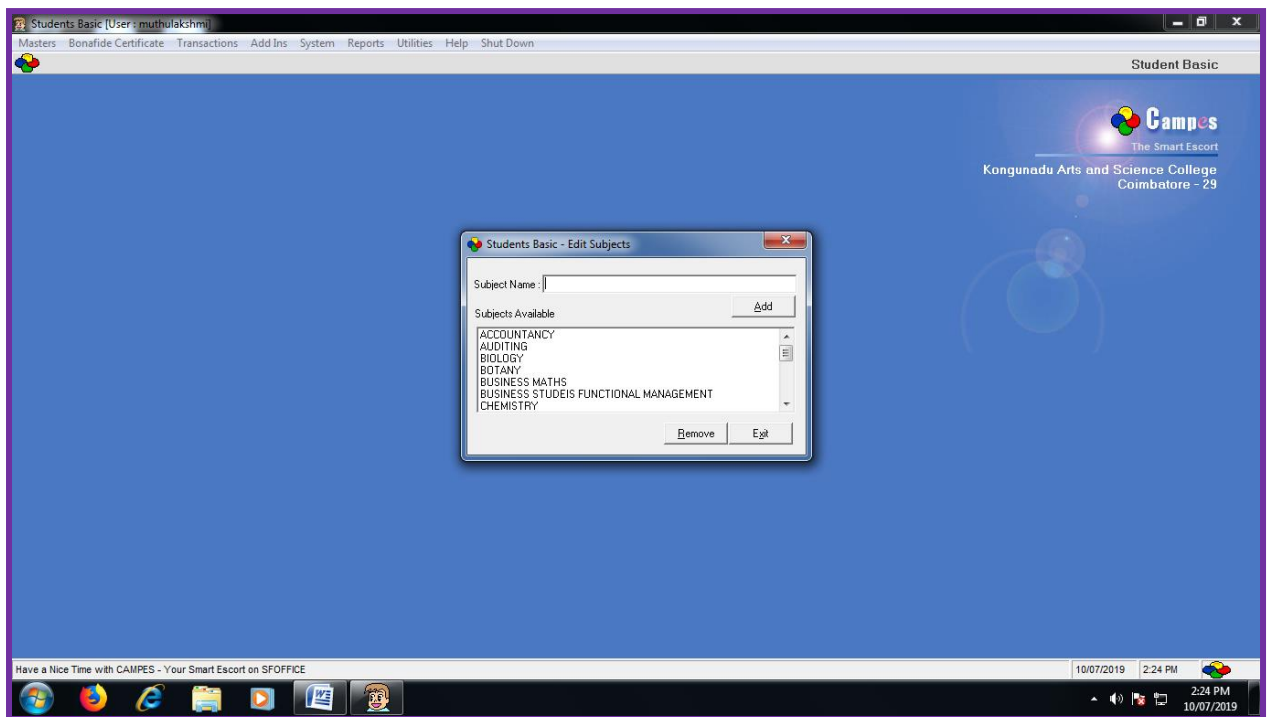 Students Basic [User : muthulakshmi]
Masters Bonafide Certificate Transactions Add Ins System Reports Utilities Help Shut Down
Student Basic
Campes
The Smart Escort
Kongunadu Arts and Science College
Coimbatore - 29
Students Basic - Edit Subjects
Subject Name :
Add
Subjects Available
ACCOUNTANCY
AUDITING
BIOLOGY
BOTANY
BUSINESS MATHS
BUSINESS STUDEIS FUNCTIONAL MANAGEMENT
CHEMISTRY
Remove Exit
Have a Nice Time with CAMPES - Your Smart Escort on SFOFFICE 10/07/2019 2:24 PM
2:24 PM
10/07/2019